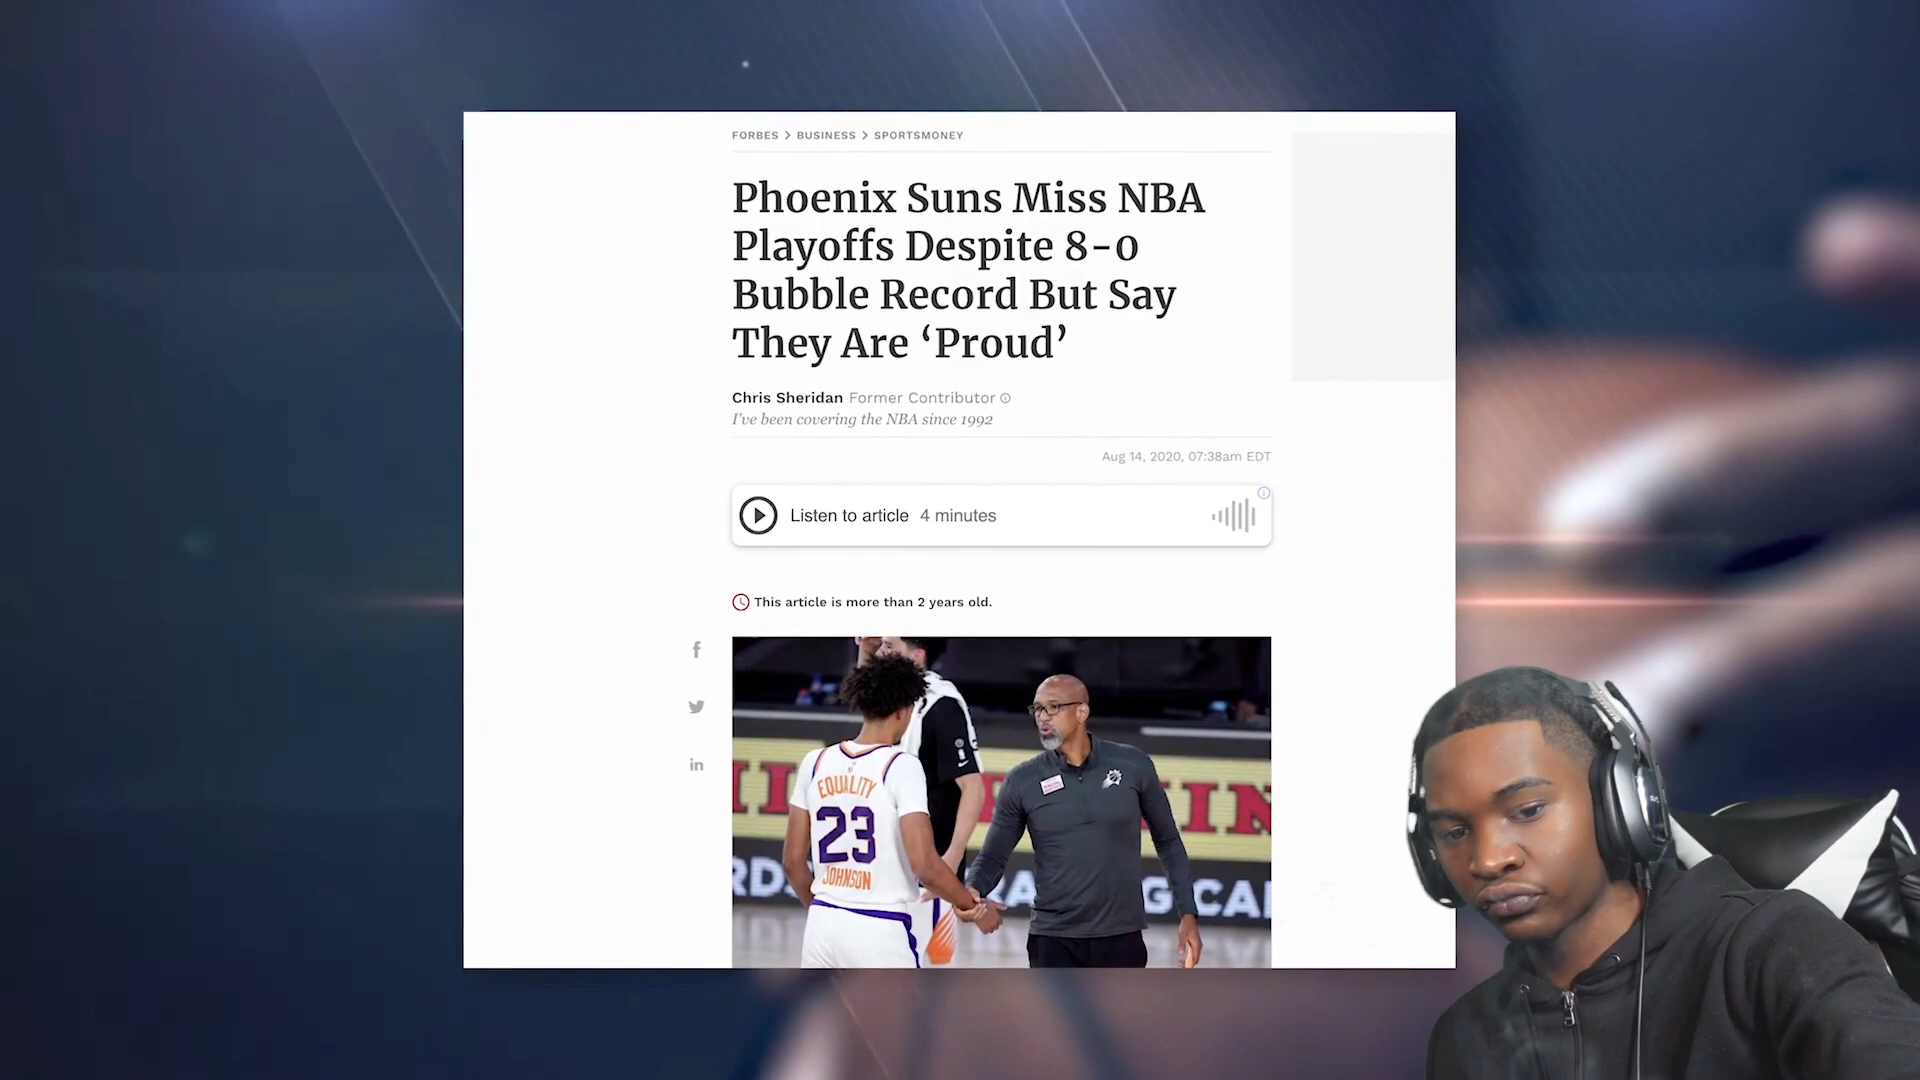 FORBES > BUSINESS > SPORTSMONEY
Phoenix Suns Miss NBA
Playoffs Despite 8-0
Bubble Record But Say
They Are ‘Proud’
Chris Sheridan Former Contributor
I've been covering the NBA since 1992
Aug 14, 2020, 07:38am EDT
Listen to article 4 minutes
This article is more than 2 years old.
f
in
EQUALITY
23
JOHNSON